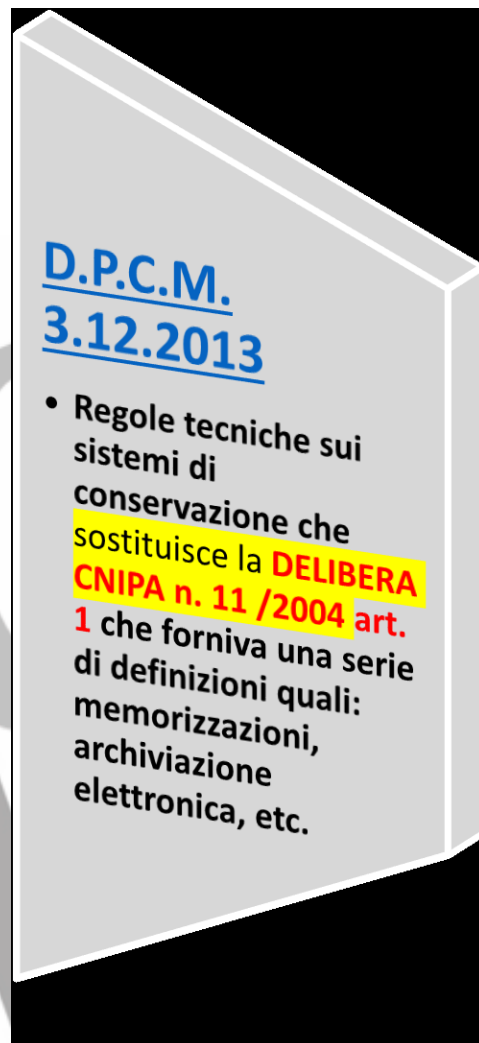 D.P.C.M.
3.12.2013
• Regole tecniche sui
sistemi di
conservazione che
sostituisce la DELIBERA
CNIPA n. 11 /2004 art.
1 che forniva una serie
di definizioni quali:
memorizzazioni,
archiviazione
elettronica, etc.